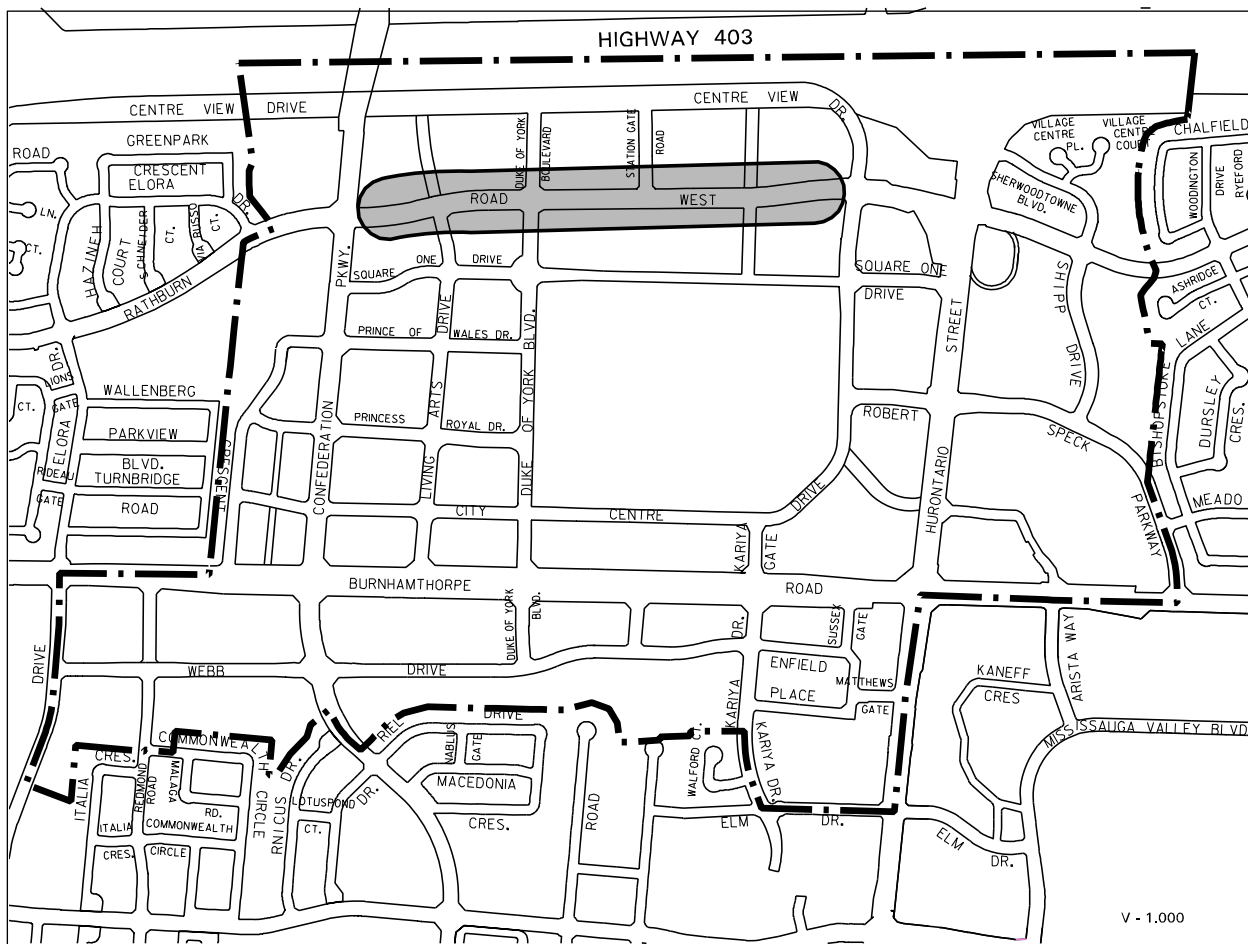 HIGHWAY 403
CENTRE VIEW DRIVE
CENTRE VIEW
DR.
GREENPARK
CRESCENT
ELORA
DR.
ROAD
LN.
CT.
HAZINEH
COURT
SCHNEIDER
CT.
VIA RUSSO
CT.
RATHBURN
DUKE OF YORK
BOULEVARD
STATION GATE
ROAD
ROAD WEST
VILLAGE
CENTRE
PL.
VILLAGE
CENTRE
COURT
CHALFIELD
WOODINGTON
DRIVE
RYEFORD
SHERWOODTOWNE
BLVD.
PKWY.
SQUARE ONE DRIVE
SQUARE ONE
DRIVE
SHIPP
DRIVE
ASHRIDGE
CT.
LANE
STREET
PRINCE OF WALES DR.
DRIVE
BLVD.
DR.
LIONS
GATE
CT.
WALLENBERG
PARKVIEW
BLVD.
TURNBRIDGE
ROAD
ELORA
RIDEAU
GATE
CRESCENT
CONFEDERATION
PRINCESS ROYAL DR.
ARTS
LIVING
DUKE OF YORK
ROBERT
SPECK
PARKWAY
BISHOPSTOKE
DURSLEY
CRES.
MEADO
CITY CENTRE
DRIVE
HURONTARIO
KARIYA
GATE
BURNHAMTHORPE ROAD
DUKE OF YORK
BLVD.
DR.
SUSSEX
GATE
DRIVE
WEBB DRIVE
ENFIELD
PLACE
MATTHEWS
GATE
KARIYA
KANEFF
CRES
ARISTA WAY
MISSISSAUGA VALLEY BLVD
COMMONWEALTH
CIRCLE
RIEL DRIVE
NABLUS
GATE
MACEDONIA
CRES.
ROAD
WALFORD CT.
KARIYA DR.
ELM DR.
ELM
DR.
ITALIA
CRES.
REDMOND
ROAD
MALAGA
RD.
ITALIA
COMMONWEALTH
CRES.
CIRCLE
RINICUS
DR.
LOTUSPOND
CT.
DR.
V - 1.000